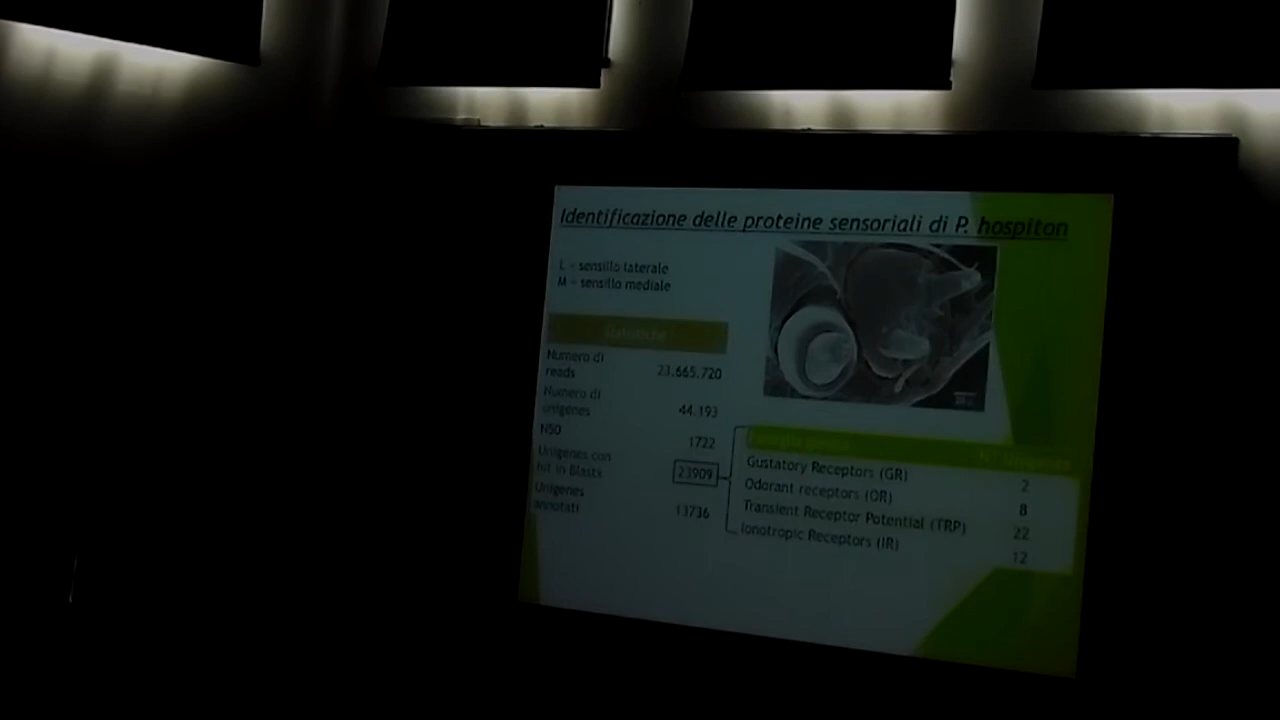 Identificazione delle proteine sensoriali di P. hospiton
L = sensillo laterale
M = sensillo mediale
Statistiche
Numero di reads 23.665.720
Numero di unigenes 44.193
N50 1722
Unigenes con hit in Blastx 23909
Unigenes annotati 13736
N° Unigenes
Gustatory Receptors (GR) 2
Odorant receptors (OR) 8
Transient Receptor Potential (TRP) 22
Ionotropic Receptors (IR) 12